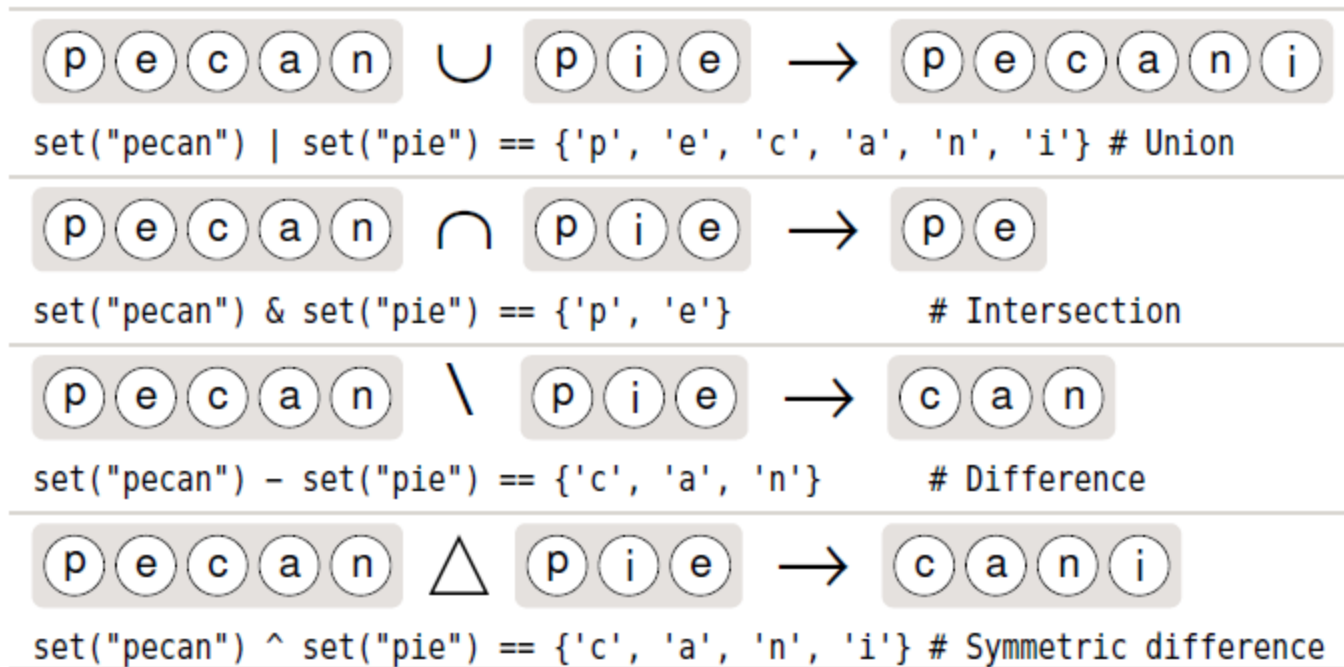 p e c a n ∪ p i e → p e c a n i
set("pecan") | set("pie") == {'p', 'e', 'c', 'a', 'n', 'i'} # Union
p e c a n ∩ p i e → p e
set("pecan") & set("pie") == {'p', 'e'} # Intersection
p e c a n \ p i e → c a n
set("pecan") − set("pie") == {'c', 'a', 'n'} # Difference
p e c a n △ p i e → c a n i
set("pecan") ^ set("pie") == {'c', 'a', 'n', 'i'} # Symmetric difference